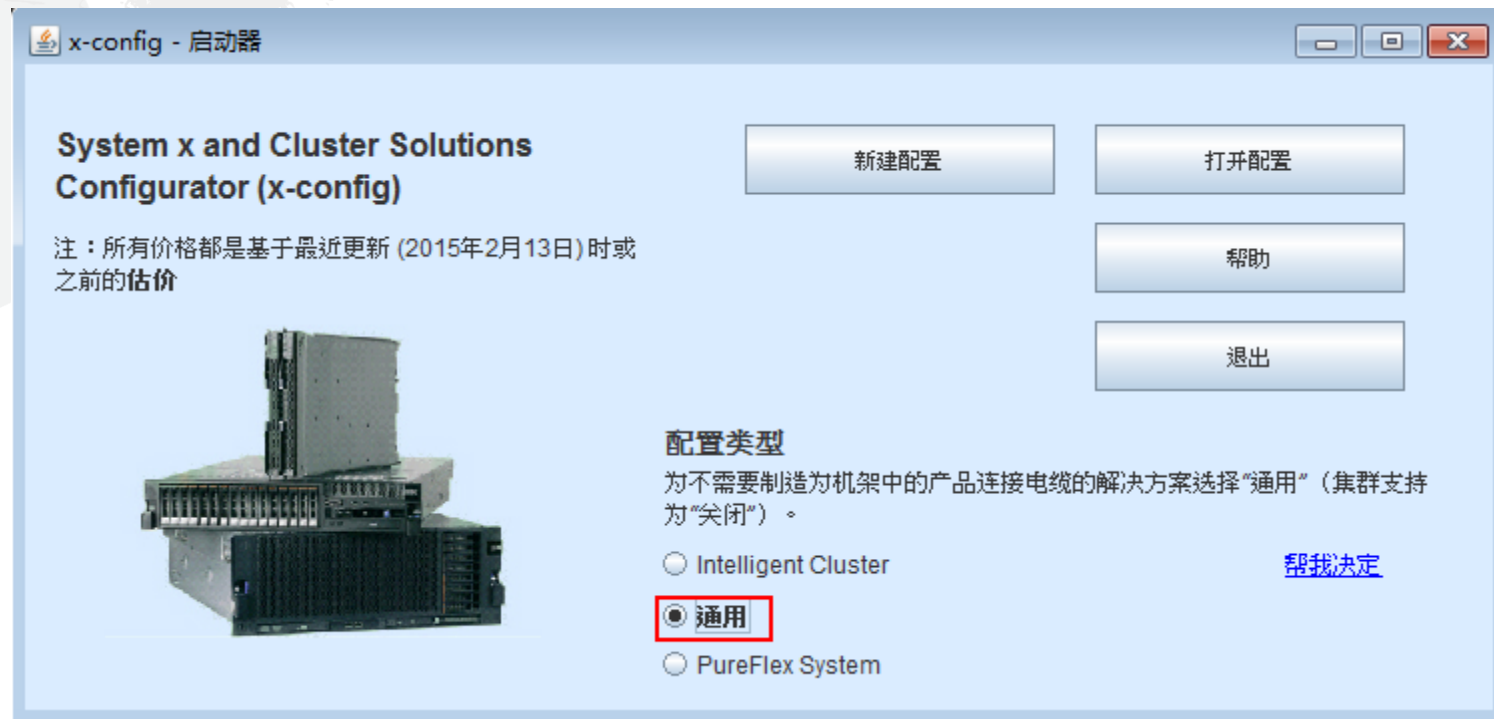 x-config - 启动器
System x and Cluster Solutions
Configurator (x-config)
新建配置
打开配置
注：所有价格都是基于最近更新 (2015年2月13日) 时或
之前的估价
帮助
退出
配置类型
为不需要制造为机架中的产品连接电缆的解决方案选择“通用”（集群支持
为“关闭”）。
Intelligent Cluster
帮我决定
通用
PureFlex System